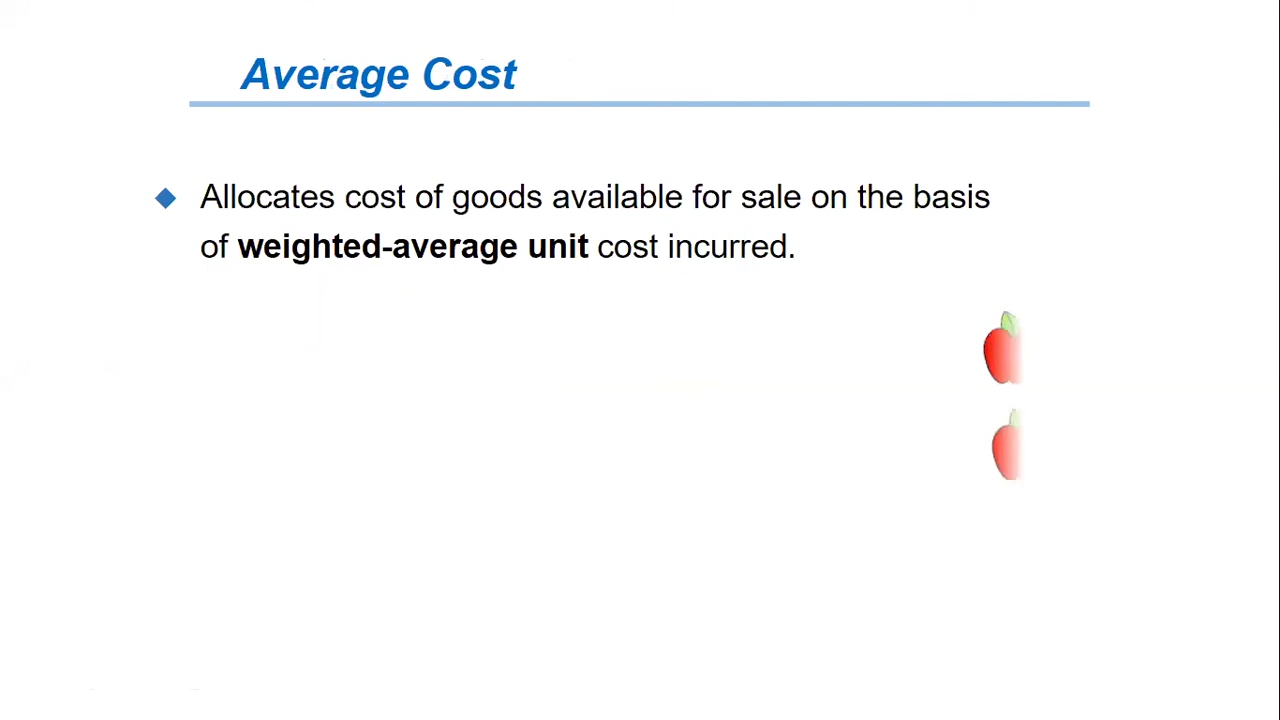 Average Cost
Allocates cost of goods available for sale on the basis
of weighted-average unit cost incurred.